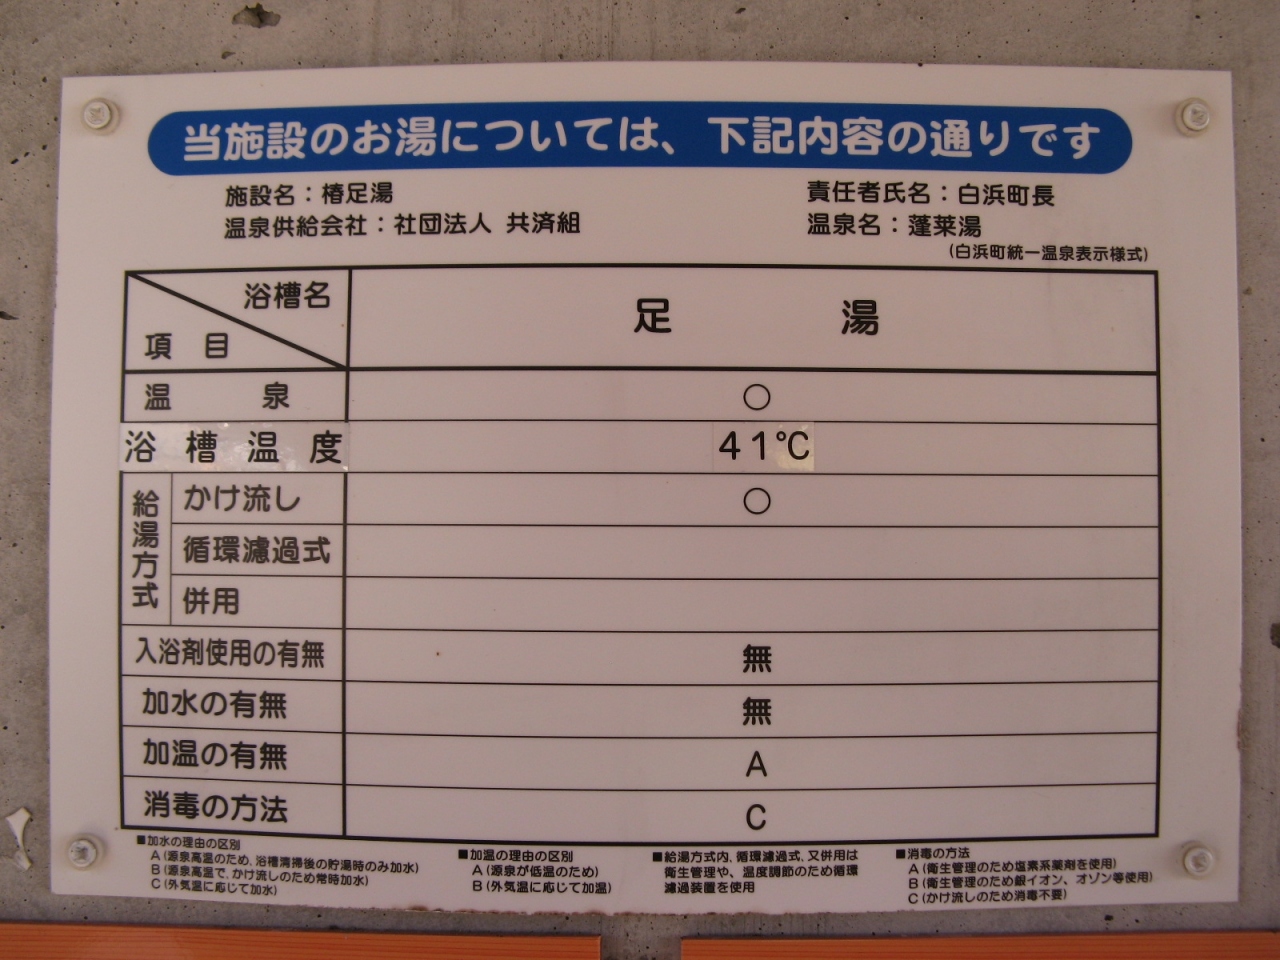 当施設のお湯については、下記内容の通りです
施設名：椿足湯
責任者氏名：白浜町長
温泉供給会社：社団法人 共済組
温泉名：蓬莱湯
(白浜町統一温泉表示様式)
浴槽名
項 目
足 湯
温 泉 ○
浴 槽 温 度 41℃
給湯方式
かけ流し ○
循環濾過式
併用
入浴剤使用の有無 無
加水の有無 無
加温の有無 A
消毒の方法 C
■加水の理由の区別
A(源泉高温のため、浴槽清掃後の貯湯時のみ加水)
B(源泉高温で、かけ流しのため常時加水)
C(外気温に応じて加水)
■加温の理由の区別
A(源泉が低温のため)
B(外気温に応じて加温)
■給湯方式内、循環濾過式、又併用は
衛生管理や、温度調節のため循環
濾過装置を使用
■消毒の方法
A(衛生管理のため塩素系薬剤を使用)
B(衛生管理のため銀イオン、オゾン等使用)
C(かけ流しのため消毒不要)